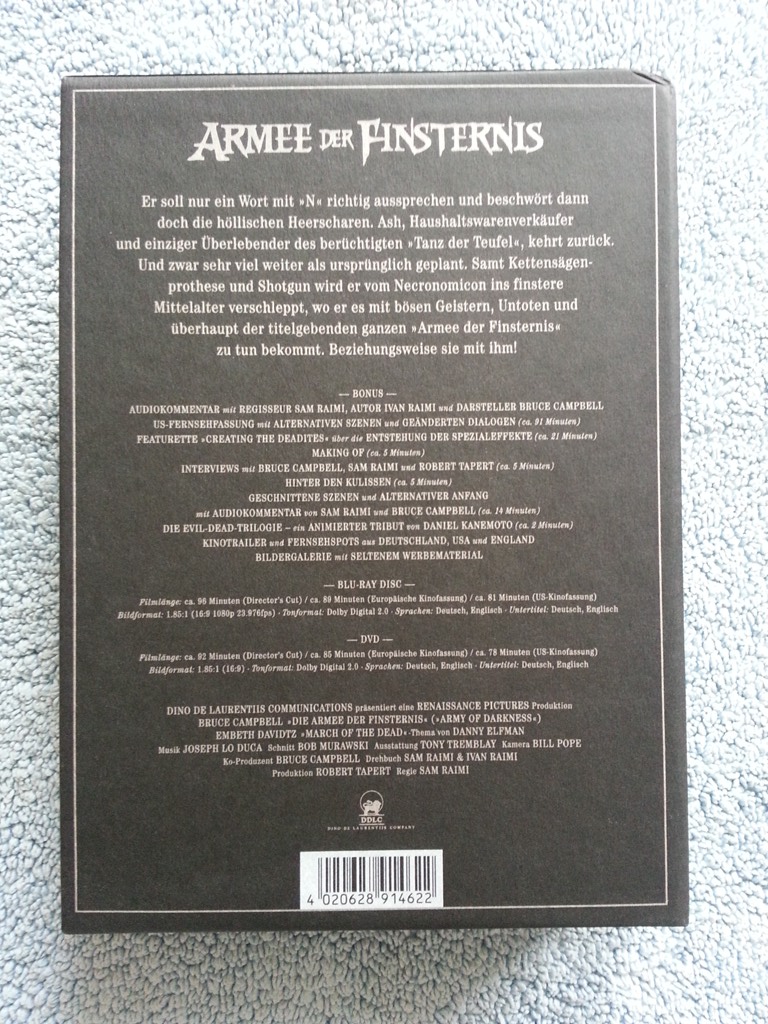 ARMEE DER FINSTERNIS
Er soll nur ein Wort mit »N« richtig aussprechen und beschwört dann
doch die höllischen Heerscharen. Ash, Haushaltswarenverkäufer
und einziger Überlebender des berüchtigten »Tanz der Teufel«, kehrt zurück.
Und zwar sehr viel weiter als ursprünglich geplant. Samt Kettensägen-
prothese und Shotgun wird er vom Necronomicon ins finstere
Mittelalter verschleppt, wo er es mit bösen Geistern, Untoten und
überhaupt der titelgebenden ganzen »Armee der Finsternis«
zu tun bekommt. Beziehungsweise sie mit ihm!
— BONUS —
AUDIOKOMMENTAR mit REGISSEUR SAM RAIMI, AUTOR IVAN RAIMI und DARSTELLER BRUCE CAMPBELL
US-FERNSEHFASSUNG mit ALTERNATIVEN SZENEN und GEÄNDERTEN DIALOGEN (ca. 91 Minuten)
FEATURETTE »CREATING THE DEADITES« über die ENTSTEHUNG DER SPEZIALEFFEKTE (ca. 21 Minuten)
MAKING OF (ca. 5 Minuten)
INTERVIEWS mit BRUCE CAMPBELL, SAM RAIMI und ROBERT TAPERT (ca. 5 Minuten)
HINTER DEN KULISSEN (ca. 5 Minuten)
GESCHNITTENE SZENEN und ALTERNATIVER ANFANG
mit AUDIOKOMMENTAR von SAM RAIMI und BRUCE CAMPBELL (ca. 14 Minuten)
DIE EVIL-DEAD-TRILOGIE – ein ANIMIERTER TRIBUT von DANIEL KANEMOTO (ca. 2 Minuten)
KINOTRAILER und FERNSEHSPOTS aus DEUTSCHLAND, USA und ENGLAND
BILDERGALERIE mit SELTENEM WERBEMATERIAL
— BLU-RAY DISC —
Filmlänge: ca. 96 Minuten (Director's Cut) / ca. 89 Minuten (Europäische Kinofassung) / ca. 81 Minuten (US-Kinofassung)
Bildformat: 1.85:1 (16:9 1080p 23.976fps) · Tonformat: Dolby Digital 2.0 · Sprachen: Deutsch, Englisch · Untertitel: Deutsch, Englisch
— DVD —
Filmlänge: ca. 92 Minuten (Director's Cut) / ca. 85 Minuten (Europäische Kinofassung) / ca. 78 Minuten (US-Kinofassung)
Bildformat: 1.85:1 (16:9) · Tonformat: Dolby Digital 2.0 · Sprachen: Deutsch, Englisch · Untertitel: Deutsch, Englisch
DINO DE LAURENTIIS COMMUNICATIONS präsentiert eine RENAISSANCE PICTURES Produktion
BRUCE CAMPBELL »DIE ARMEE DER FINSTERNIS« (»ARMY OF DARKNESS«)
EMBETH DAVIDTZ »MARCH OF THE DEAD«-Thema von DANNY ELFMAN
Musik JOSEPH LO DUCA Schnitt BOB MURAWSKI Ausstattung TONY TREMBLAY Kamera BILL POPE
Ko-Produzent BRUCE CAMPBELL Drehbuch SAM RAIMI & IVAN RAIMI
Produktion ROBERT TAPERT Regie SAM RAIMI
DDLC
DINO DE LAURENTIIS COMPANY
4 020628 914622